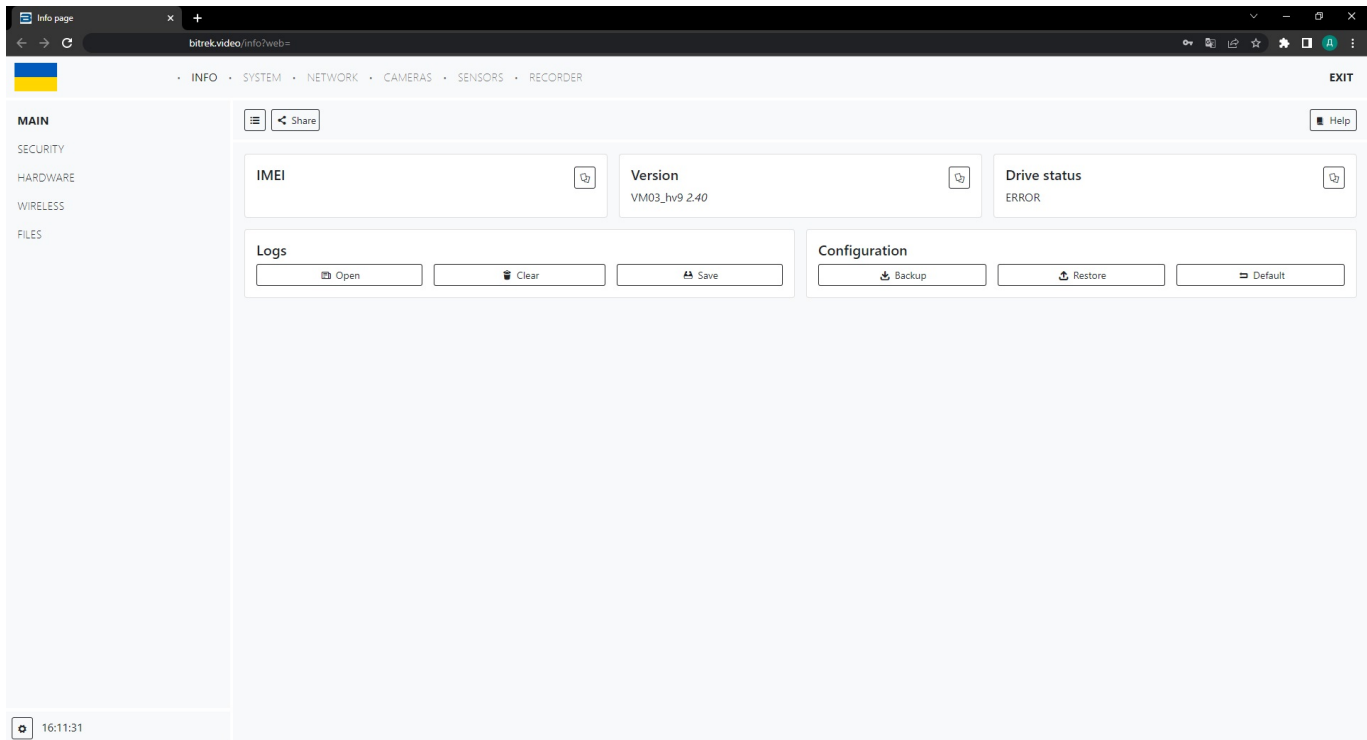 Info page
bitrek.video/info?web=
Д
· INFO · SYSTEM · NETWORK · CAMERAS · SENSORS · RECORDER
EXIT
MAIN
SECURITY
HARDWARE
WIRELESS
FILES
Share
Help
IMEI
Version
VM03_hv9 2.40
Drive status
ERROR
Logs
Open Clear Save
Configuration
Backup Restore Default
16:11:31